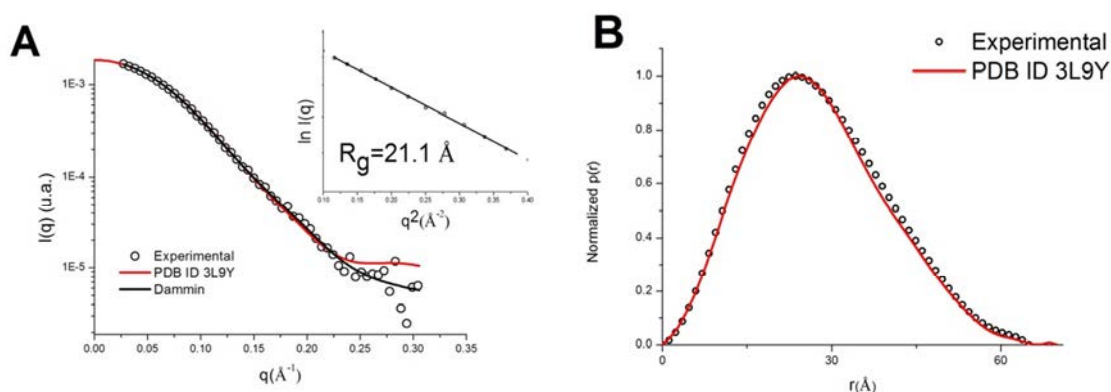 A
I(q) (u.a.)
1E-3
1E-4
1E-5
0.00 0.05 0.10 0.15 0.20 0.25 0.30 0.35
q(Å⁻¹)
Experimental
PDB ID 3L9Y
Dammin
ln I(q)
Rg=21.1 Å
0.10 0.15 0.20 0.25 0.30 0.35 0.40
q2(Å⁻²)
B
Experimental
PDB ID 3L9Y
Normalized p(r)
1.0
0.8
0.6
0.4
0.2
0.0
0 30 60
r(Å)